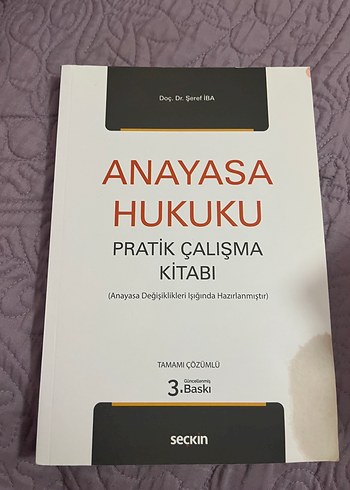 Doç. Dr. Şeref İBA
ANAYASA
HUKUKU
PRATİK ÇALIŞMA
KİTABI
(Anayasa Değişiklikleri Işığında Hazırlanmıştır)
TAMAMI ÇÖZÜMLÜ
Güncellenmiş
3. Baskı
seçkin